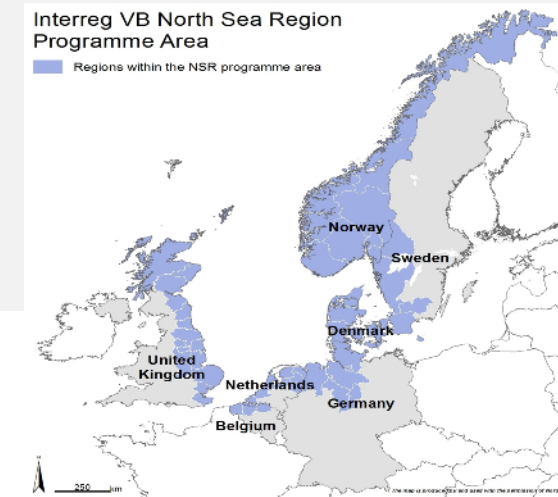 Interreg VB North Sea Region
Programme Area
Regions within the NSR programme area
Norway
Sweden
Denmark
United
Kingdom
Netherlands
Germany
Belgium
250 km